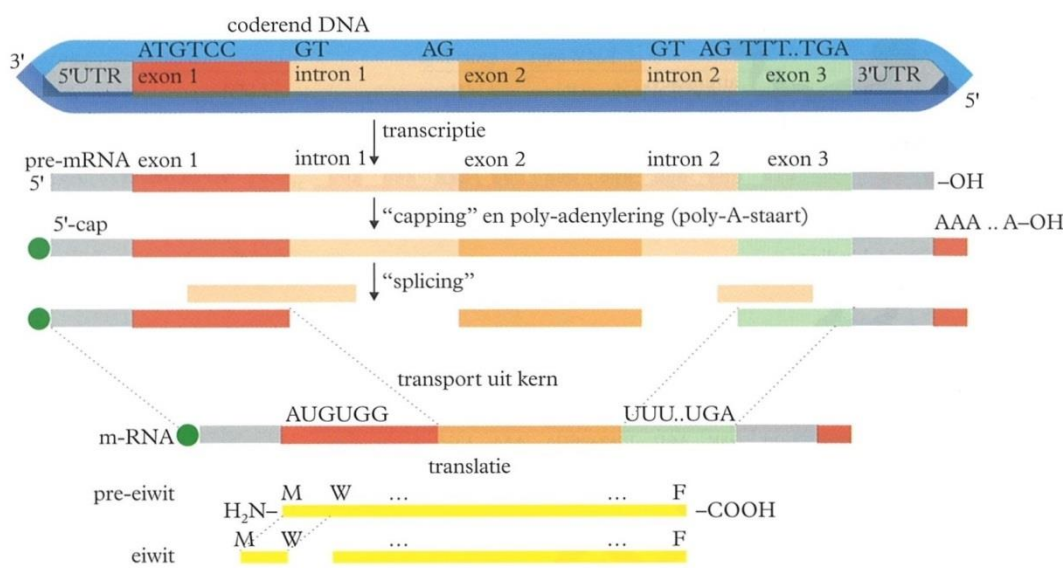 coderend DNA
ATGTCC GT AG GT AG TTT..TGA
3'
5'UTR exon 1 intron 1 exon 2 intron 2 exon 3 3'UTR
5'
transcriptie
pre-mRNA exon 1 intron 1 exon 2 intron 2 exon 3
5' –OH
5'-cap "capping" en poly-adenylering (poly-A-staart) AAA .. A–OH
"splicing"
transport uit kern
AUGUGG UUU..UGA
m-RNA
translatie
pre-eiwit M W ... ... F
H₂N– –COOH
eiwit M W ... ... F